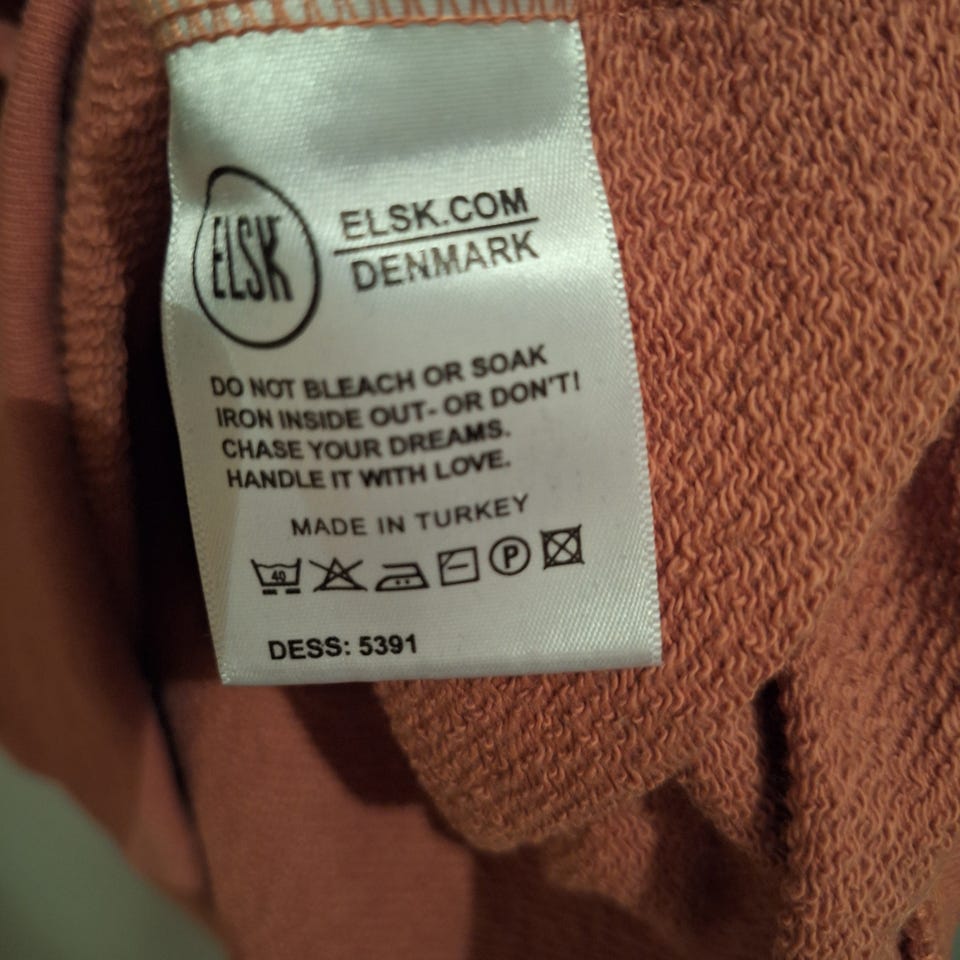 ELSK
ELSK.COM
DENMARK
DO NOT BLEACH OR SOAK
IRON INSIDE OUT- OR DON'T!
CHASE YOUR DREAMS.
HANDLE IT WITH LOVE.
MADE IN TURKEY
40 P
DESS: 5391